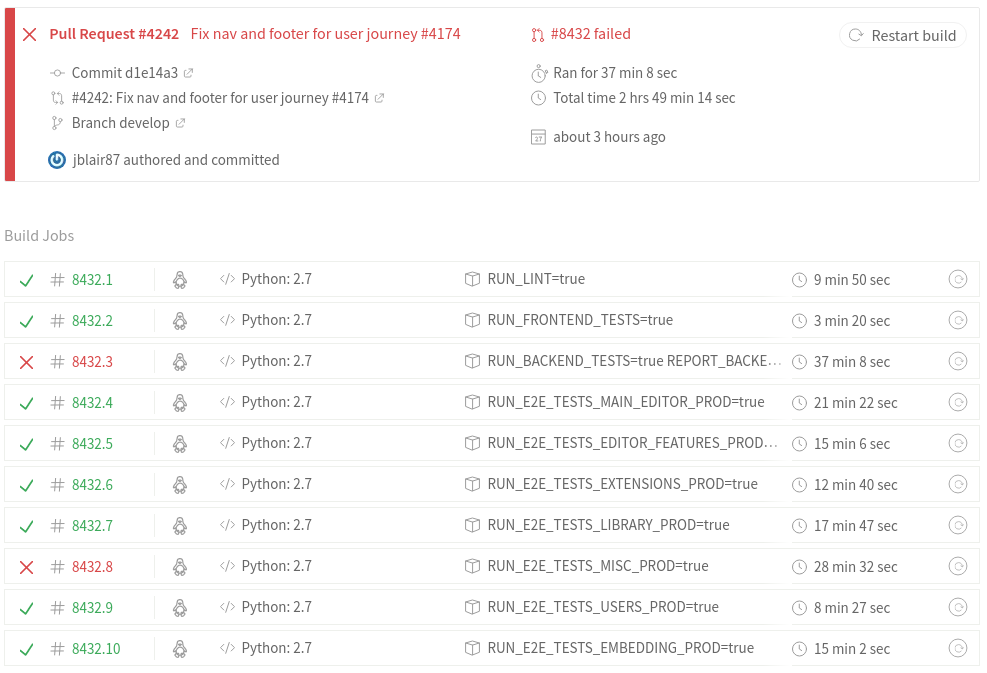 Pull Request #4242 Fix nav and footer for user journey #4174
#8432 failed
Restart build
Commit d1e14a3
Ran for 37 min 8 sec
#4242: Fix nav and footer for user journey #4174
Total time 2 hrs 49 min 14 sec
Branch develop
27 about 3 hours ago
jblair87 authored and committed
Build Jobs
# 8432.1 </> Python: 2.7 RUN_LINT=true 9 min 50 sec
# 8432.2 </> Python: 2.7 RUN_FRONTEND_TESTS=true 3 min 20 sec
# 8432.3 </> Python: 2.7 RUN_BACKEND_TESTS=true REPORT_BACKE... 37 min 8 sec
# 8432.4 </> Python: 2.7 RUN_E2E_TESTS_MAIN_EDITOR_PROD=true 21 min 22 sec
# 8432.5 </> Python: 2.7 RUN_E2E_TESTS_EDITOR_FEATURES_PROD... 15 min 6 sec
# 8432.6 </> Python: 2.7 RUN_E2E_TESTS_EXTENSIONS_PROD=true 12 min 40 sec
# 8432.7 </> Python: 2.7 RUN_E2E_TESTS_LIBRARY_PROD=true 17 min 47 sec
# 8432.8 </> Python: 2.7 RUN_E2E_TESTS_MISC_PROD=true 28 min 32 sec
# 8432.9 </> Python: 2.7 RUN_E2E_TESTS_USERS_PROD=true 8 min 27 sec
# 8432.10 </> Python: 2.7 RUN_E2E_TESTS_EMBEDDING_PROD=true 15 min 2 sec